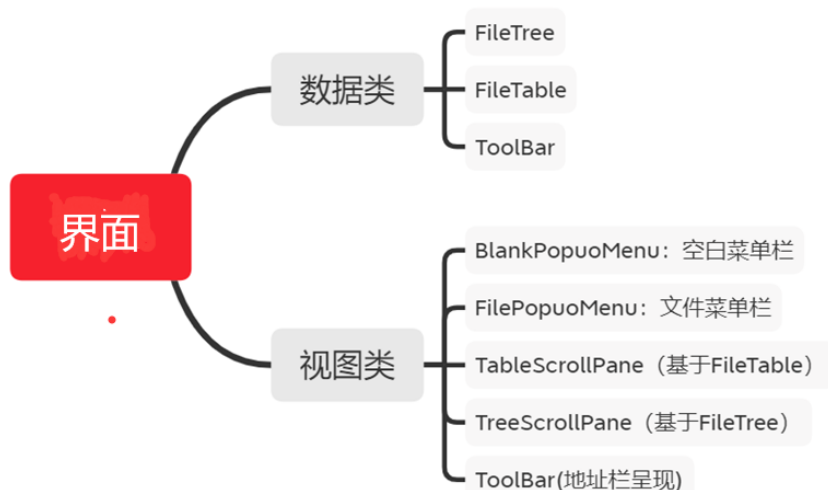 界面
数据类
FileTree
FileTable
ToolBar
视图类
BlankPopuoMenu：空白菜单栏
FilePopuoMenu：文件菜单栏
TableScrollPane（基于FileTable）
TreeScrollPane（基于FileTree）
ToolBar(地址栏呈现)